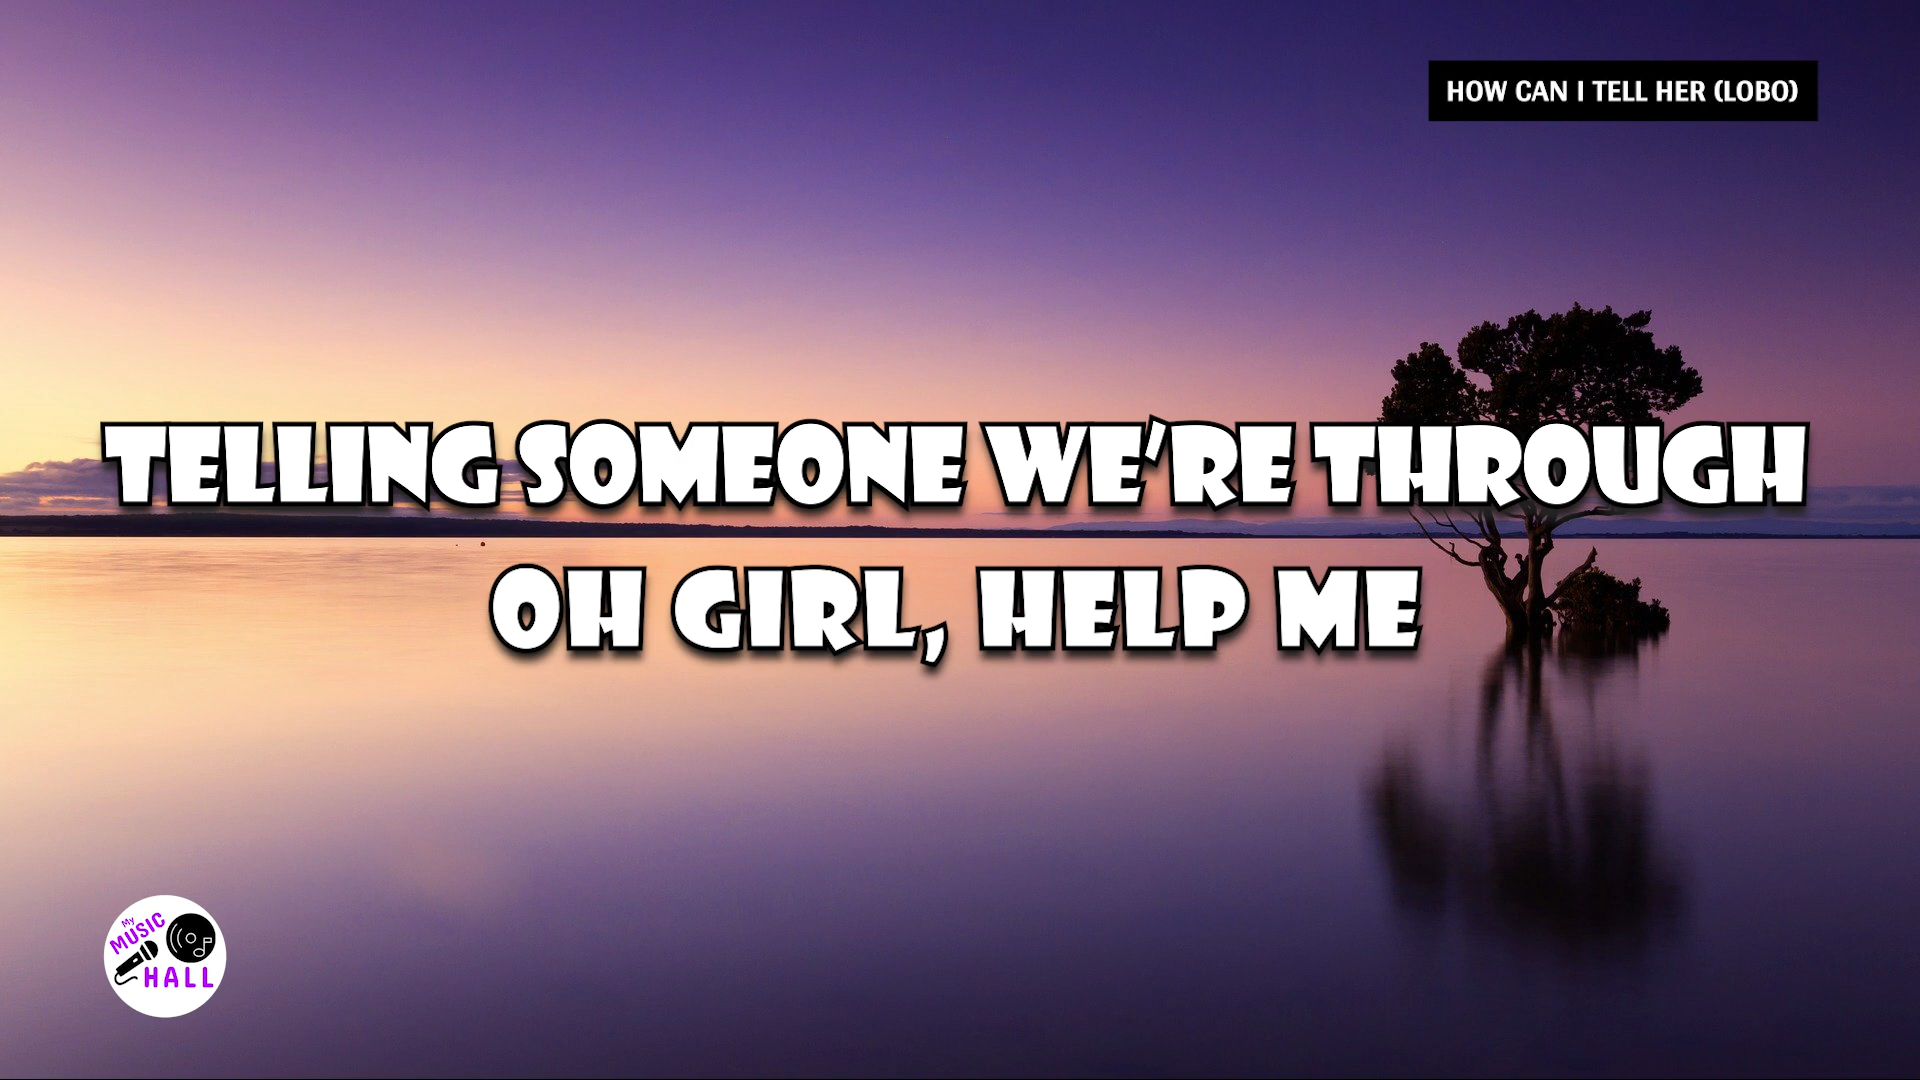 HOW CAN I TELL HER (LOBO)
TELLING SOMEONE WE'RE THROUGH
OH GIRL, HELP ME
My
MUSIC
HALL